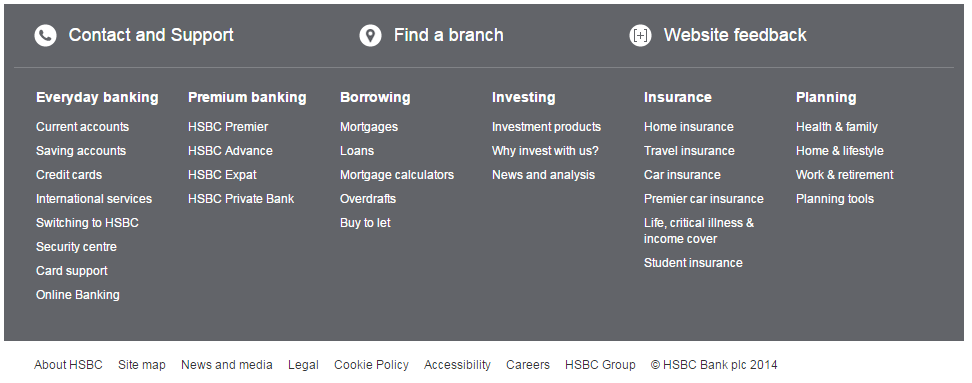 Contact and Support
Find a branch
Website feedback
Everyday banking
Current accounts
Saving accounts
Credit cards
International services
Switching to HSBC
Security centre
Card support
Online Banking
Premium banking
HSBC Premier
HSBC Advance
HSBC Expat
HSBC Private Bank
Borrowing
Mortgages
Loans
Mortgage calculators
Overdrafts
Buy to let
Investing
Investment products
Why invest with us?
News and analysis
Insurance
Home insurance
Travel insurance
Car insurance
Premier car insurance
Life, critical illness &
income cover
Student insurance
Planning
Health & family
Home & lifestyle
Work & retirement
Planning tools
About HSBC Site map News and media Legal Cookie Policy Accessibility Careers HSBC Group © HSBC Bank plc 2014